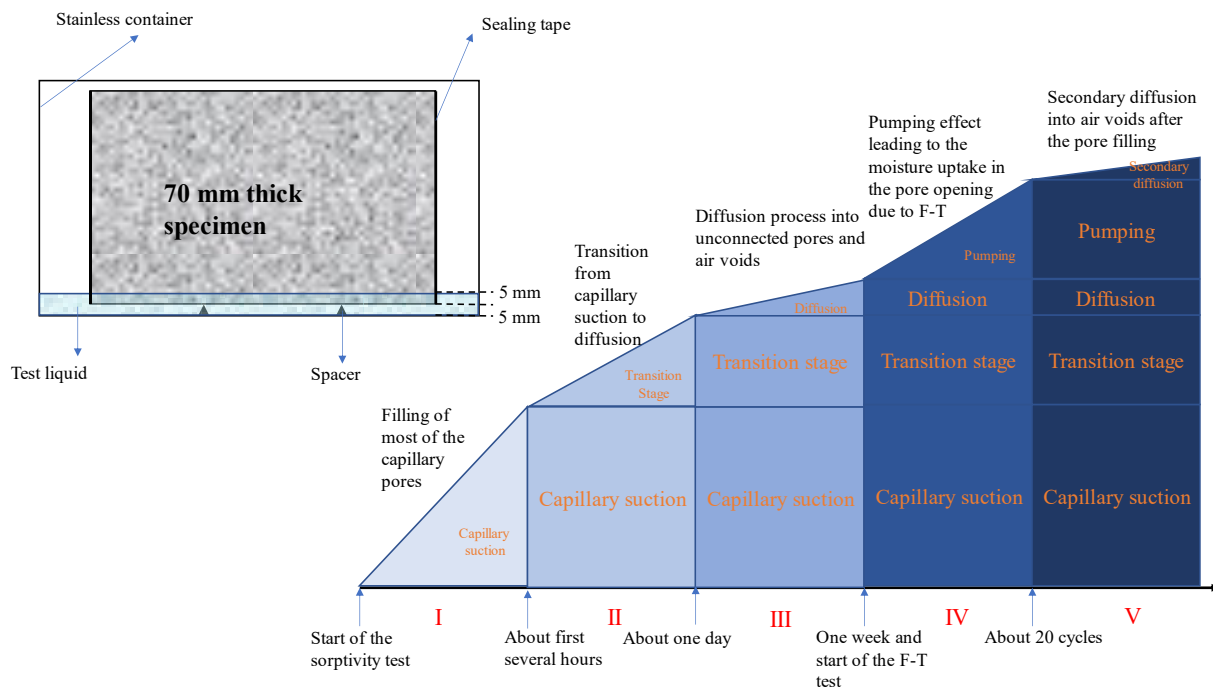 Stainless container
Sealing tape
70 mm thick
specimen
5 mm
5 mm
Test liquid
Spacer
Filling of
most of the
capillary
pores
Transition
from
capillary
suction to
diffusion
Diffusion process into
unconnected pores and
air voids
Pumping effect
leading to the
moisture uptake in
the pore opening
due to F-T
Secondary diffusion
into air voids after
the pore filling
Capillary
suction
Transition
Stage
Capillary suction
Diffusion
Transition stage
Capillary suction
Pumping
Diffusion
Transition stage
Capillary suction
Secondary
diffusion
Pumping
Diffusion
Transition stage
Capillary suction
I
II
III
IV
V
Start of the
sorptivity test
About first
several hours
About one day
One week and
start of the F-T
test
About 20 cycles